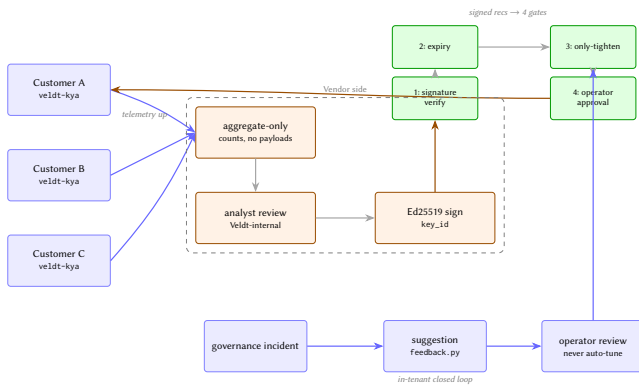 signed recs → 4 gates
2: expiry
3: only-tighten
Customer A
veldt-kya
Vendor side
1: signature
verify
4: operator
approval
telemetry up
aggregate-only
counts, no payloads
Customer B
veldt-kya
analyst review
Veldt-internal
Ed25519 sign
key_id
Customer C
veldt-kya
governance incident
suggestion
feedback.py
operator review
never auto-tune
in-tenant closed loop